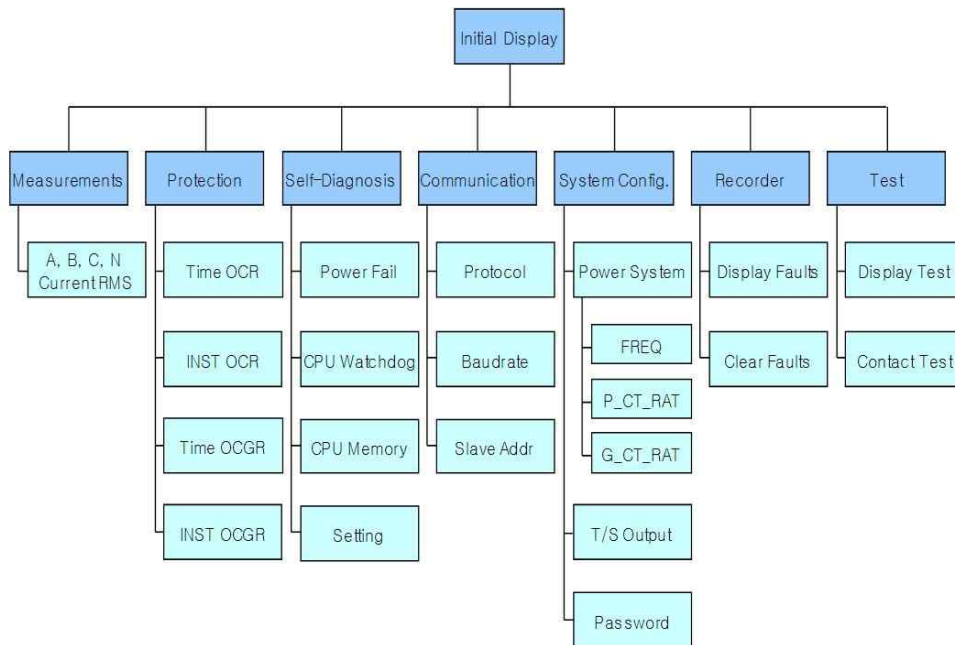 Initial Display
Measurements
Protection
Self-Diagnosis
Communication
System Config.
Recorder
Test
A, B, C, N
Current RMS
Time OCR
Power Fail
Protocol
Power System
Display Faults
Display Test
INST OCR
CPU Watchdog
Baudrate
FREQ
Clear Faults
Contact Test
P_CT_RAT
Time OCGR
CPU Memory
Slave Addr
G_CT_RAT
INST OCGR
Setting
T/S Output
Password